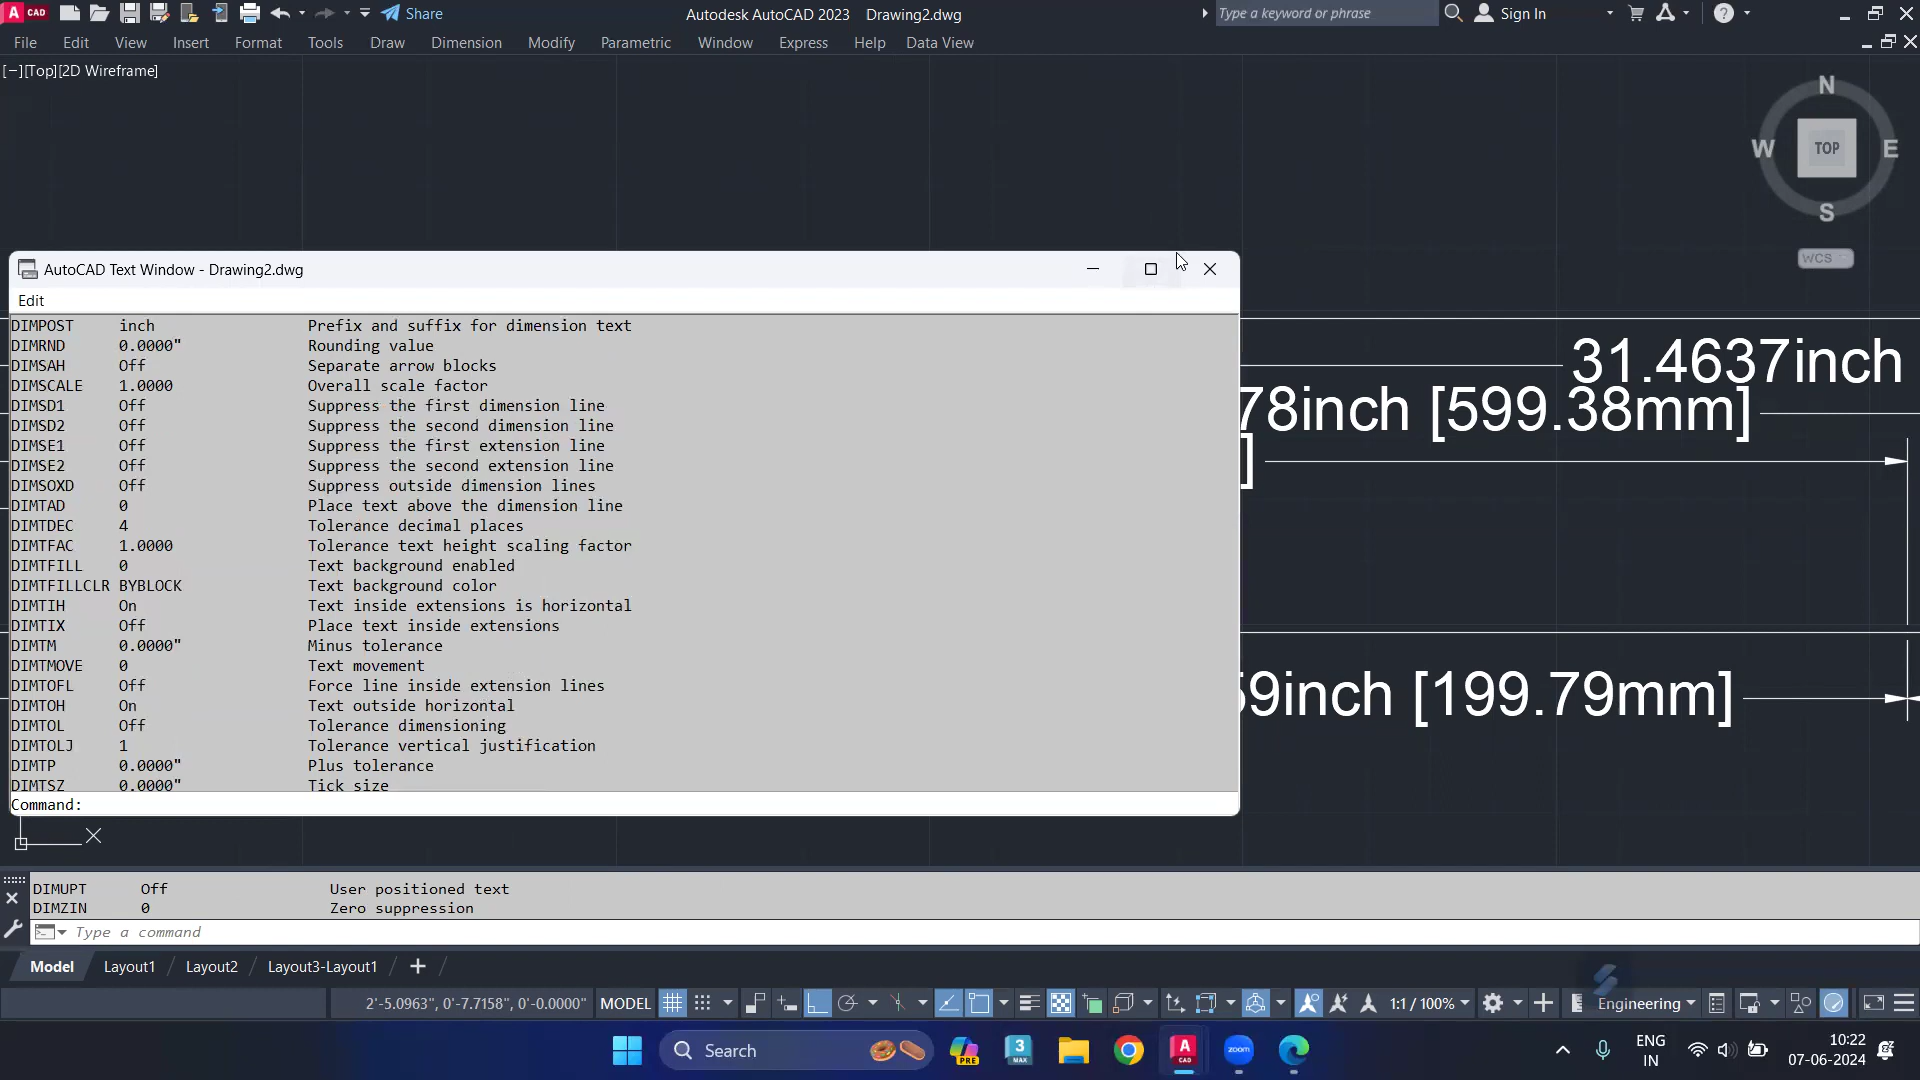 A CAD
Share
Autodesk AutoCAD 2023 Drawing2.dwg
Type a keyword or phrase
Sign In
File Edit View Insert Format Tools Draw Dimension Modify Parametric Window Express Help Data View
[−][Top][2D Wireframe]
N
W TOP E
S
WCS
AutoCAD Text Window - Drawing2.dwg
Edit
DIMPOST inch Prefix and suffix for dimension text
DIMRND 0.0000" Rounding value
DIMSAH Off Separate arrow blocks
DIMSCALE 1.0000 Overall scale factor
DIMSD1 Off Suppress the first dimension line
DIMSD2 Off Suppress the second dimension line
DIMSE1 Off Suppress the first extension line
DIMSE2 Off Suppress the second extension line
DIMSOXD Off Suppress outside dimension lines
DIMTAD 0 Place text above the dimension line
DIMTDEC 4 Tolerance decimal places
DIMTFAC 1.0000 Tolerance text height scaling factor
DIMTFILL 0 Text background enabled
DIMTFILLCLR BYBLOCK Text background color
DIMTIH On Text inside extensions is horizontal
DIMTIX Off Place text inside extensions
DIMTM 0.0000" Minus tolerance
DIMTMOVE 0 Text movement
DIMTOFL Off Force line inside extension lines
DIMTOH On Text outside horizontal
DIMTOL Off Tolerance dimensioning
DIMTOLJ 1 Tolerance vertical justification
DIMTP 0.0000" Plus tolerance
DIMTSZ 0.0000" Tick size
Command:
31.4637inch
78inch [599.38mm]
]
59inch [199.79mm]
X
DIMUPT Off User positioned text
DIMZIN 0 Zero suppression
Type a command
Model Layout1 Layout2 Layout3-Layout1 +
2'-5.0963", 0'-7.7158", 0'-0.0000" MODEL 1:1 / 100% Engineering
Search
PRE
3
MAX
A
CAD
zoom
ENG
IN
10:22
07-06-2024